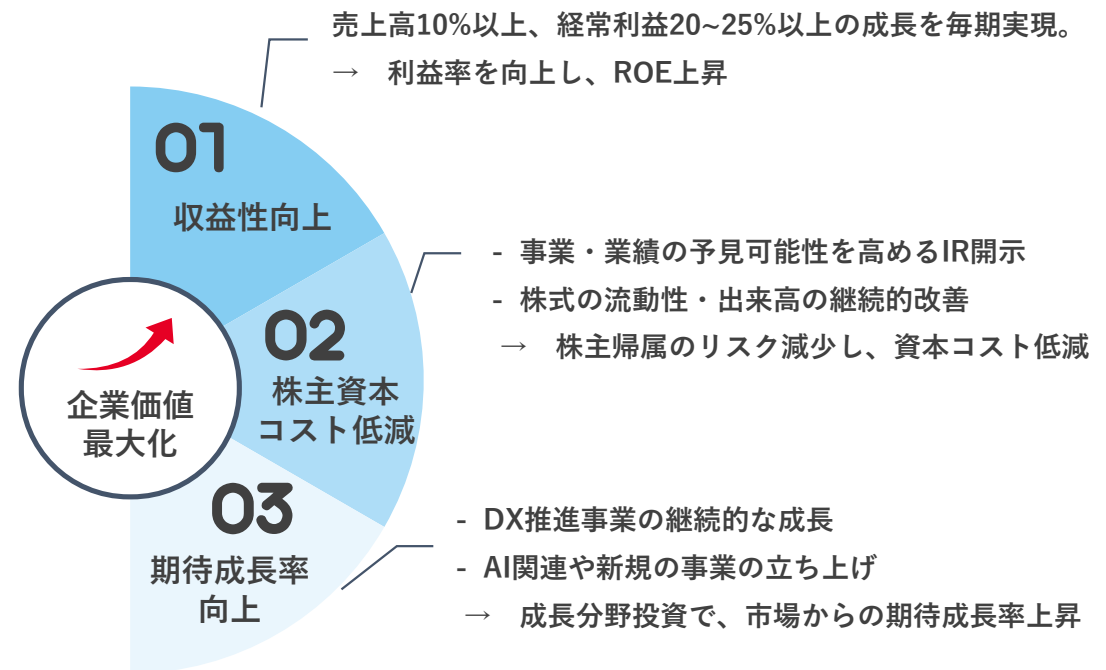 売上高10%以上、経常利益20~25%以上の成長を毎期実現。
→ 利益率を向上し、ROE上昇
01
収益性向上
- 事業・業績の予見可能性を高めるIR開示
- 株式の流動性・出来高の継続的改善
→ 株主帰属のリスク減少し、資本コスト低減
02
株主資本
コスト低減
企業価値
最大化
03
期待成長率
向上
- DX推進事業の継続的な成長
- AI関連や新規の事業の立ち上げ
→ 成長分野投資で、市場からの期待成長率上昇